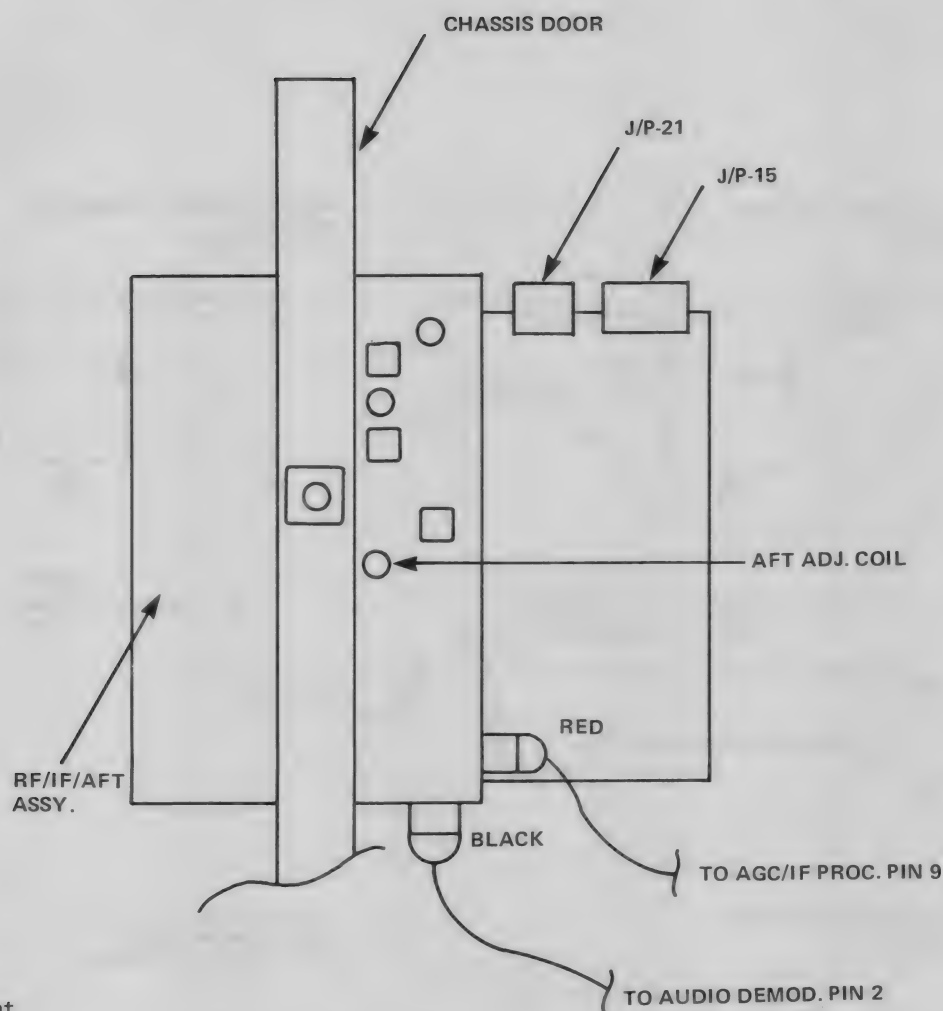 CHASSIS DOOR
J/P-21
J/P-15
AFT ADJ. COIL
RED
RF/IF/AFT
ASSY.
BLACK
TO AGC/IF PROC. PIN 9
TO AUDIO DEMOD. PIN 2